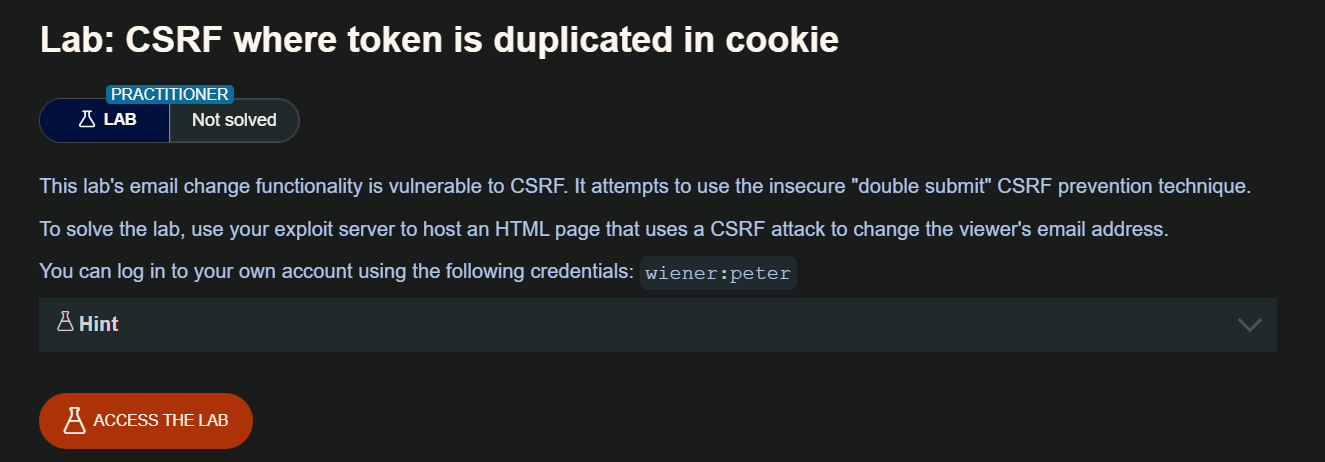 Lab: CSRF where token is duplicated in cookie
PRACTITIONER
LAB Not solved
This lab's email change functionality is vulnerable to CSRF. It attempts to use the insecure "double submit" CSRF prevention technique.
To solve the lab, use your exploit server to host an HTML page that uses a CSRF attack to change the viewer's email address.
You can log in to your own account using the following credentials: wiener:peter
Hint
ACCESS THE LAB